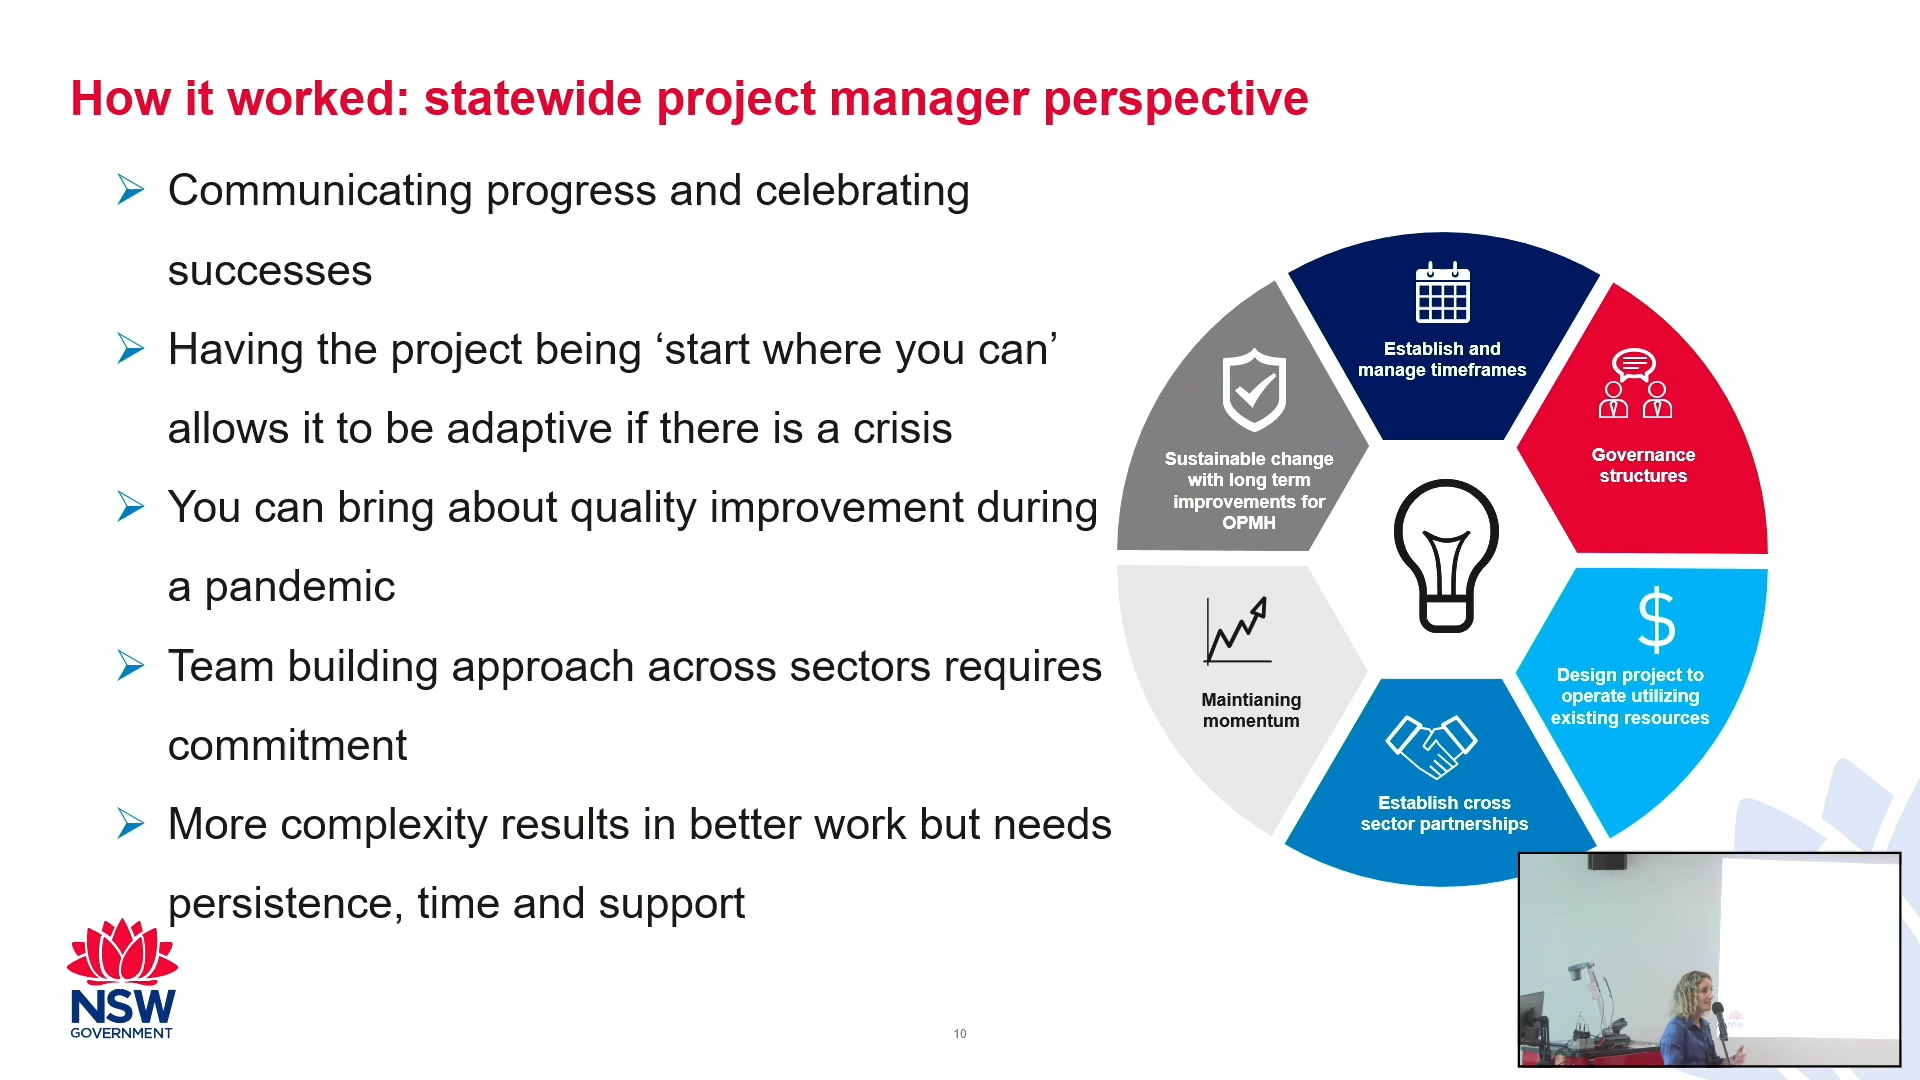 How it worked: statewide project manager perspective
Communicating progress and celebrating
successes
Having the project being ‘start where you can’
allows it to be adaptive if there is a crisis
You can bring about quality improvement during
a pandemic
Team building approach across sectors requires
commitment
More complexity results in better work but needs
persistence, time and support
Establish and
manage timeframes
Governance
structures
Design project to
operate utilizing
existing resources
Establish cross
sector partnerships
Maintianing
momentum
Sustainable change
with long term
improvements for
OPMH
NSW
GOVERNMENT
10